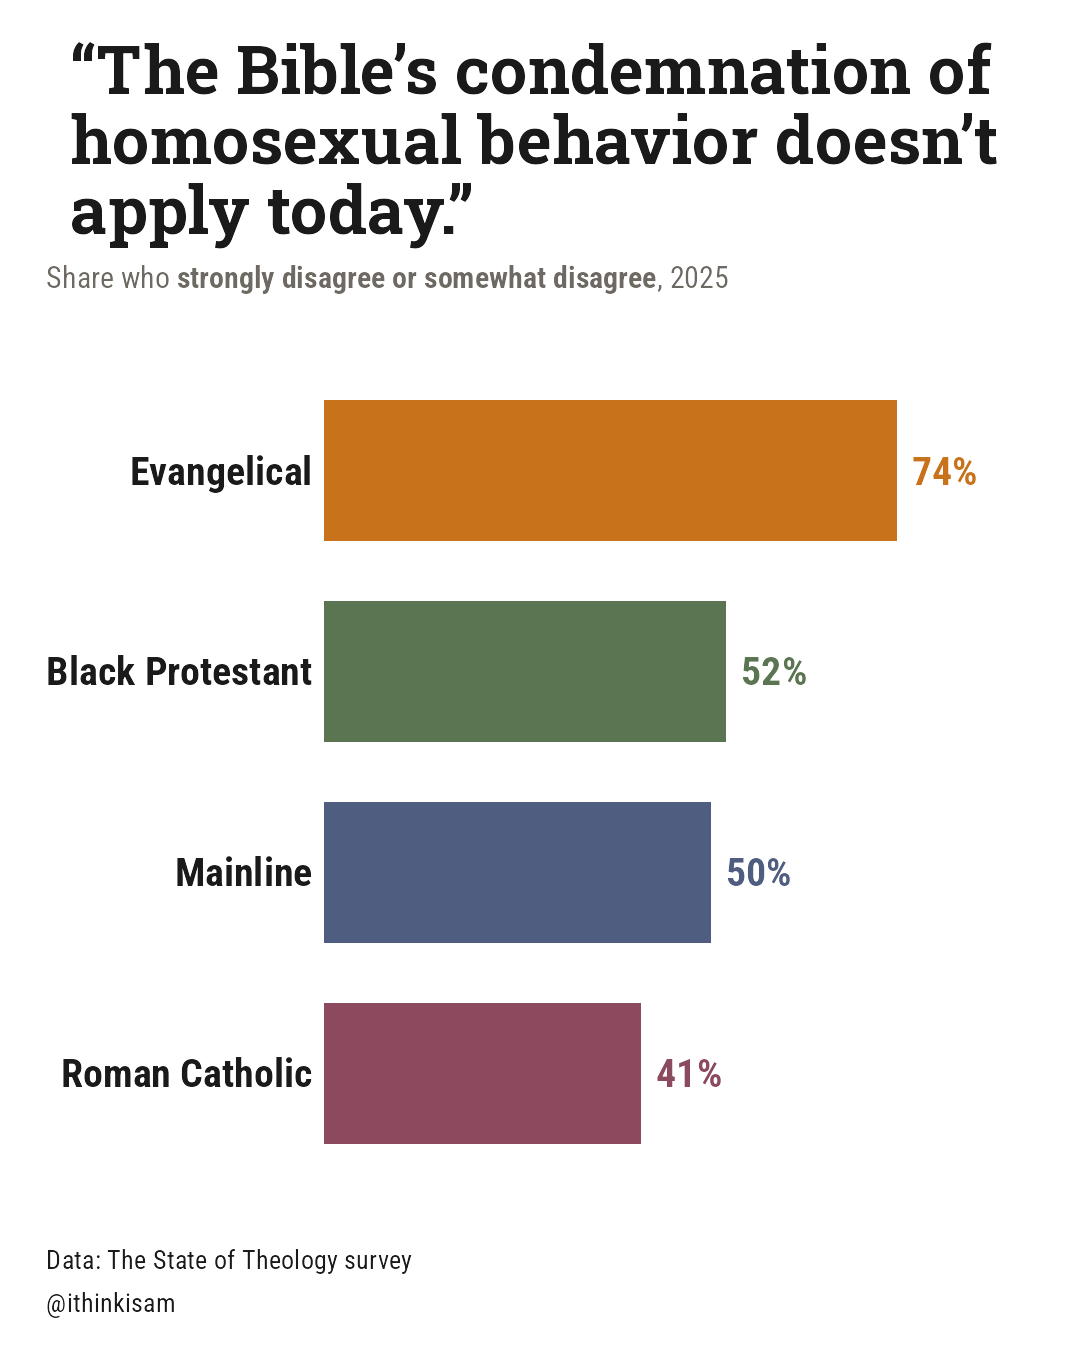 “The Bible’s condemnation of
homosexual behavior doesn’t
apply today.”
Share who strongly disagree or somewhat disagree, 2025
Evangelical 74%
Black Protestant 52%
Mainline 50%
Roman Catholic 41%
Data: The State of Theology survey
@ithinkisam